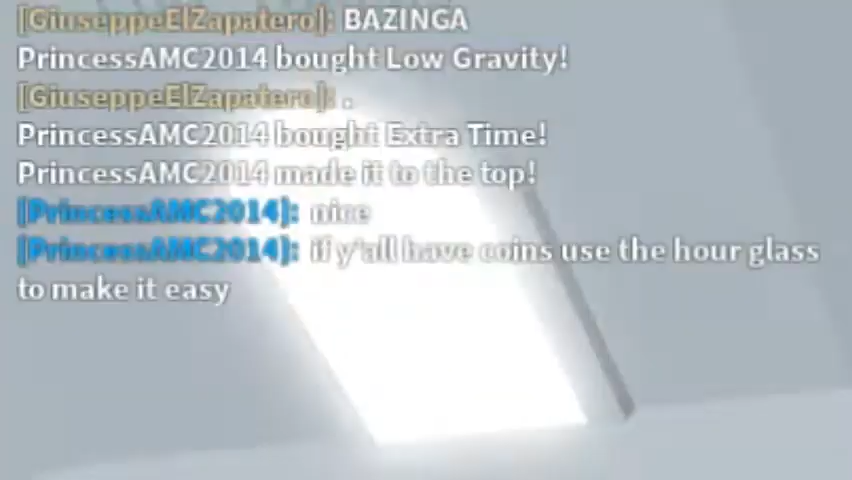 [GiuseppeElZapatero]: BAZINGA
PrincessAMC2014 bought Low Gravity!
[GiuseppeElZapatero]: .
PrincessAMC2014 bought Extra Time!
PrincessAMC2014 made it to the top!
[PrincessAMC2014]: nice
[PrincessAMC2014]: if y'all have coins use the hour glass
to make it easy